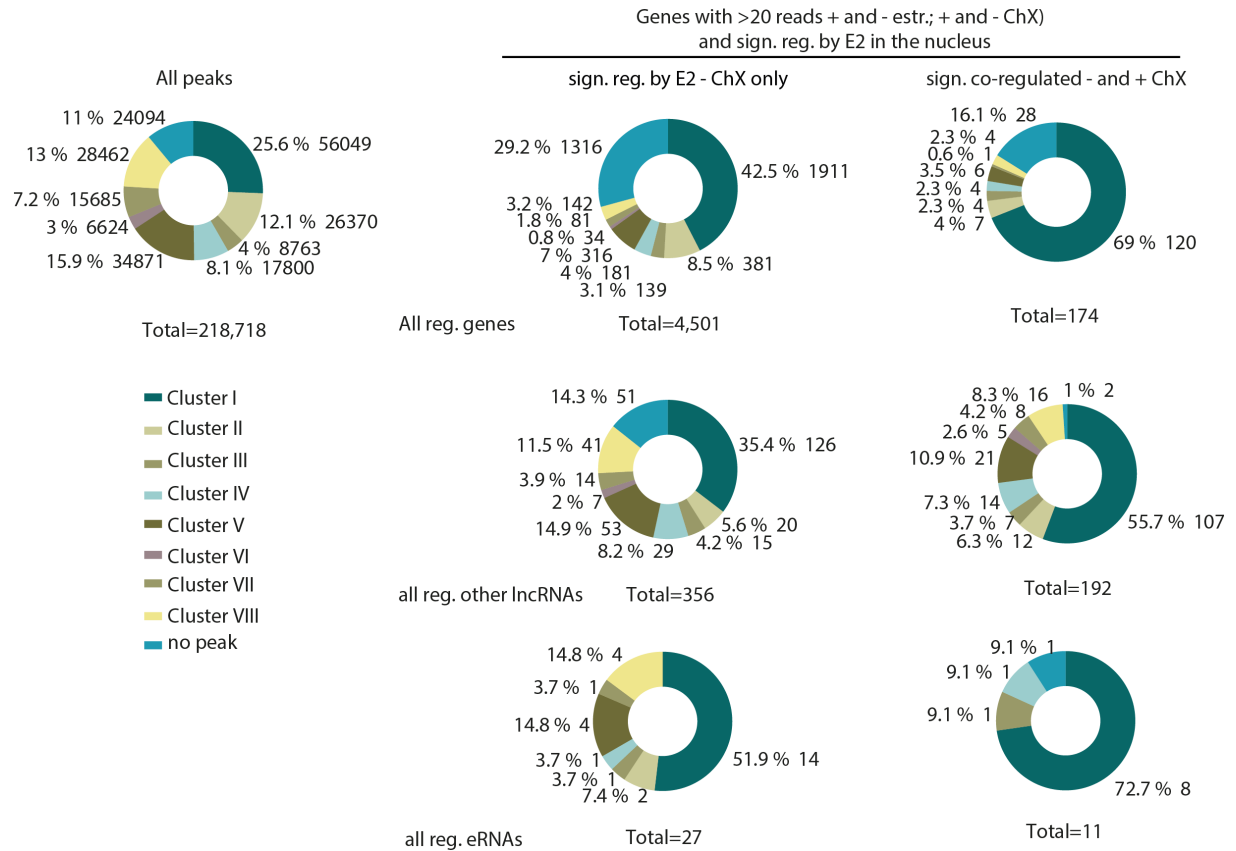 Genes with >20 reads + and - estr.; + and - ChX)
and sign. reg. by E2 in the nucleus
All peaks
sign. reg. by E2 - ChX only
sign. co-regulated - and + ChX
11 % 24094
25.6 % 56049
13 % 28462
7.2 % 15685
12.1 % 26370
3 % 6624
4 % 8763
15.9 % 34871
8.1 % 17800
Total=218,718
29.2 % 1316
42.5 % 1911
3.2 % 142
1.8 % 81
0.8 % 34
7 % 316
8.5 % 381
4 % 181
3.1 % 139
All reg. genes
Total=4,501
16.1 % 28
2.3 % 4
0.6 % 1
3.5 % 6
2.3 % 4
2.3 % 4
4 % 7
69 % 120
Total=174
Cluster I
Cluster II
Cluster III
Cluster IV
Cluster V
Cluster VI
Cluster VII
Cluster VIII
no peak
14.3 % 51
11.5 % 41
35.4 % 126
3.9 % 14
2 % 7
14.9 % 53
5.6 % 20
8.2 % 29
4.2 % 15
all reg. other lncRNAs
Total=356
8.3 % 16
1 % 2
4.2 % 8
2.6 % 5
10.9 % 21
7.3 % 14
3.7 % 7
6.3 % 12
55.7 % 107
Total=192
14.8 % 4
3.7 % 1
14.8 % 4
3.7 % 1
3.7 % 1
7.4 % 2
51.9 % 14
all reg. eRNAs
Total=27
9.1 % 1
9.1 % 1
9.1 % 1
72.7 % 8
Total=11